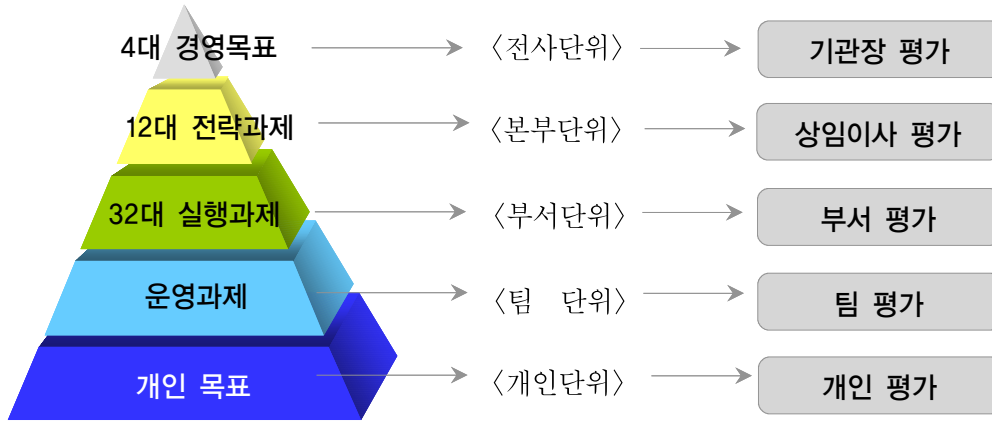 4대 경영목표 〈전사단위〉 기관장 평가
12대 전략과제 〈본부단위〉 상임이사 평가
32대 실행과제 〈부서단위〉 부서 평가
운영과제 〈팀 단위〉 팀 평가
개인 목표 〈개인단위〉 개인 평가